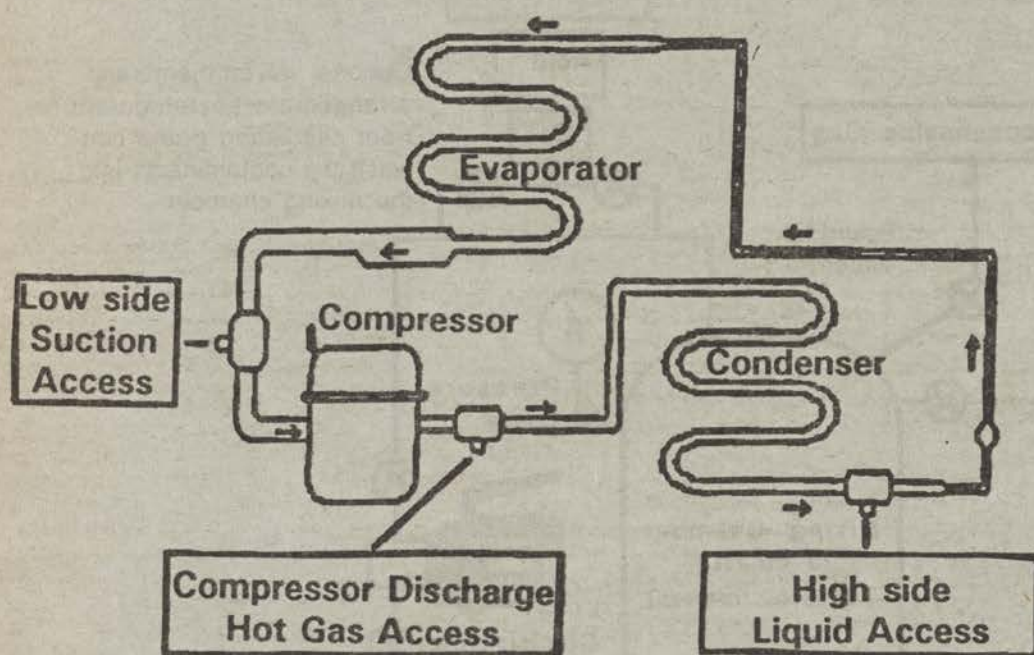 Evaporator
Low side
Suction
Access
Compressor
Condenser
Compressor Discharge
Hot Gas Access
High side
Liquid Access